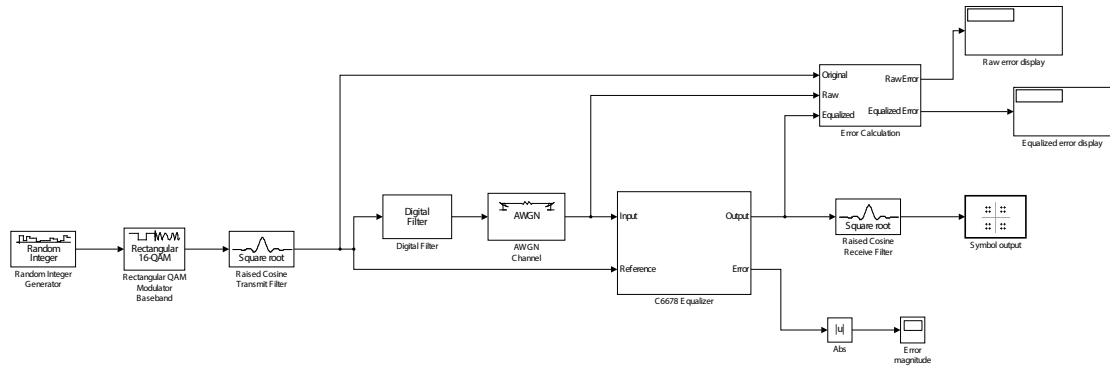 Raw error display
Original
Raw Error
Raw
Equalized Error
Equalized
Error Calculation
Equalized error display
Digital
Filter
Digital Filter
AWGN
AWGN
Channel
Input
Output
Reference
Error
C6678 Equalizer
Square root
Raised Cosine
Receive Filter
Symbol output
Random
Integer
Random Integer
Generator
Rectangular
16-QAM
Rectangular QAM
Modulator
Baseband
Square root
Raised Cosine
Transmit Filter
|u|
Abs
Error
magnitude